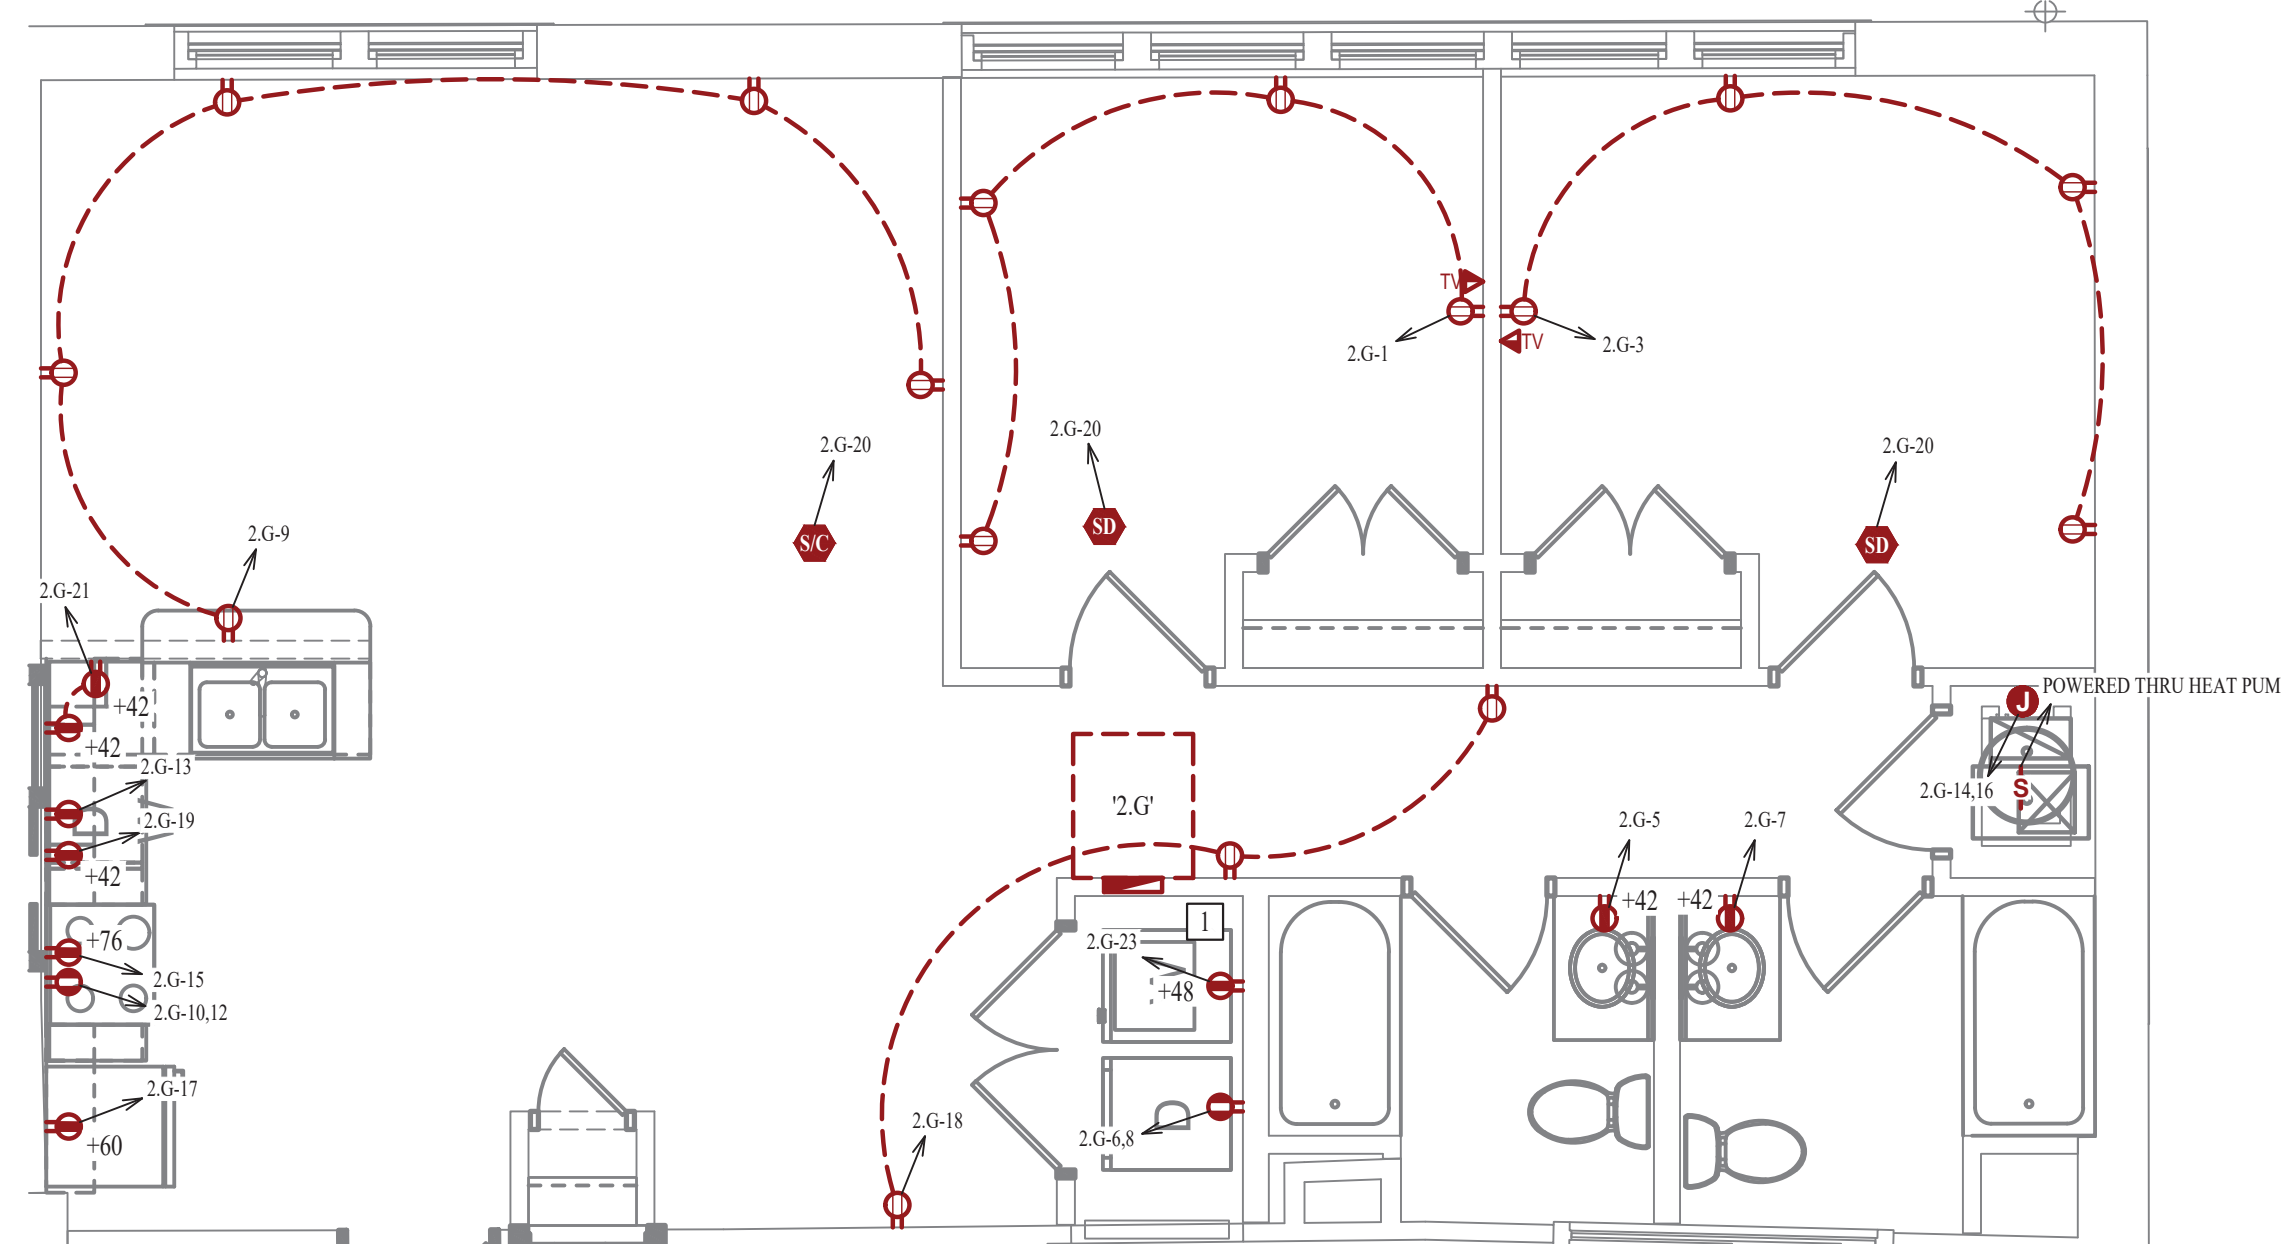 TV
2.G-1
TV
2.G-3
2.G-20
2.G-20
2.G-20
S/C
SD
SD
2.G-9
2.G-21
+42
+42
2.G-13
2.G-19
+42
+76
2.G-15
2.G-10,12
2.G-17
+60
'2.G'
POWERED THRU HEAT PUM
J
2.G-14,16
S
2.G-5
2.G-7
+42
+42
1
2.G-23
+48
2.G-6,8
2.G-18